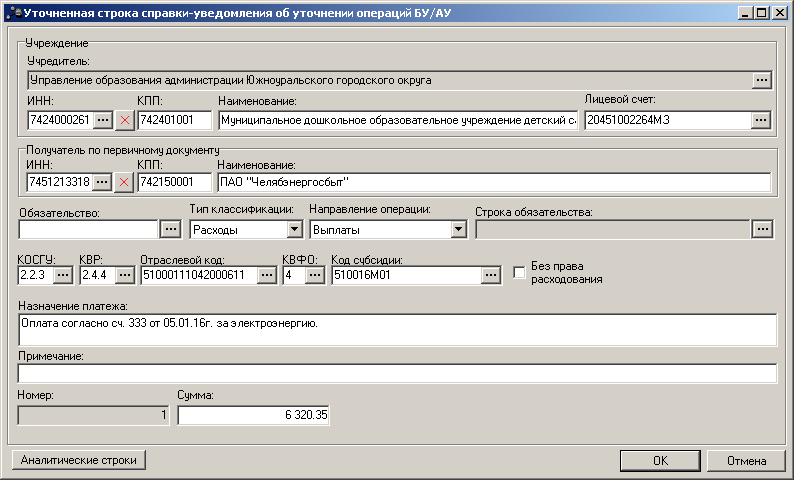 Уточненная строка справки-уведомления об уточнении операций БУ/АУ
Учреждение
Учредитель:
Управление образования администрации Южноуральского городского округа
ИНН: КПП: Наименование: Лицевой счет:
7424000261 742401001 Муниципальное дошкольное образовательное учреждение детский с 20451002264МЗ
Получатель по первичному документу
ИНН: КПП: Наименование:
7451213318 742150001 ПАО "Челябэнергосбыт"
Обязательство: Тип классификации: Направление операции: Строка обязательства:
Расходы Выплаты
КОСГУ: КВР: Отраслевой код: КВФО: Код субсидии:
2.2.3 2.4.4 51000111042000611 4 510016М01 Без права
расходования
Назначение платежа:
Оплата согласно сч. 333 от 05.01.16г. за электроэнергию.
Примечание:
Номер: Сумма:
1 6 320.35
Аналитические строки OK Отмена